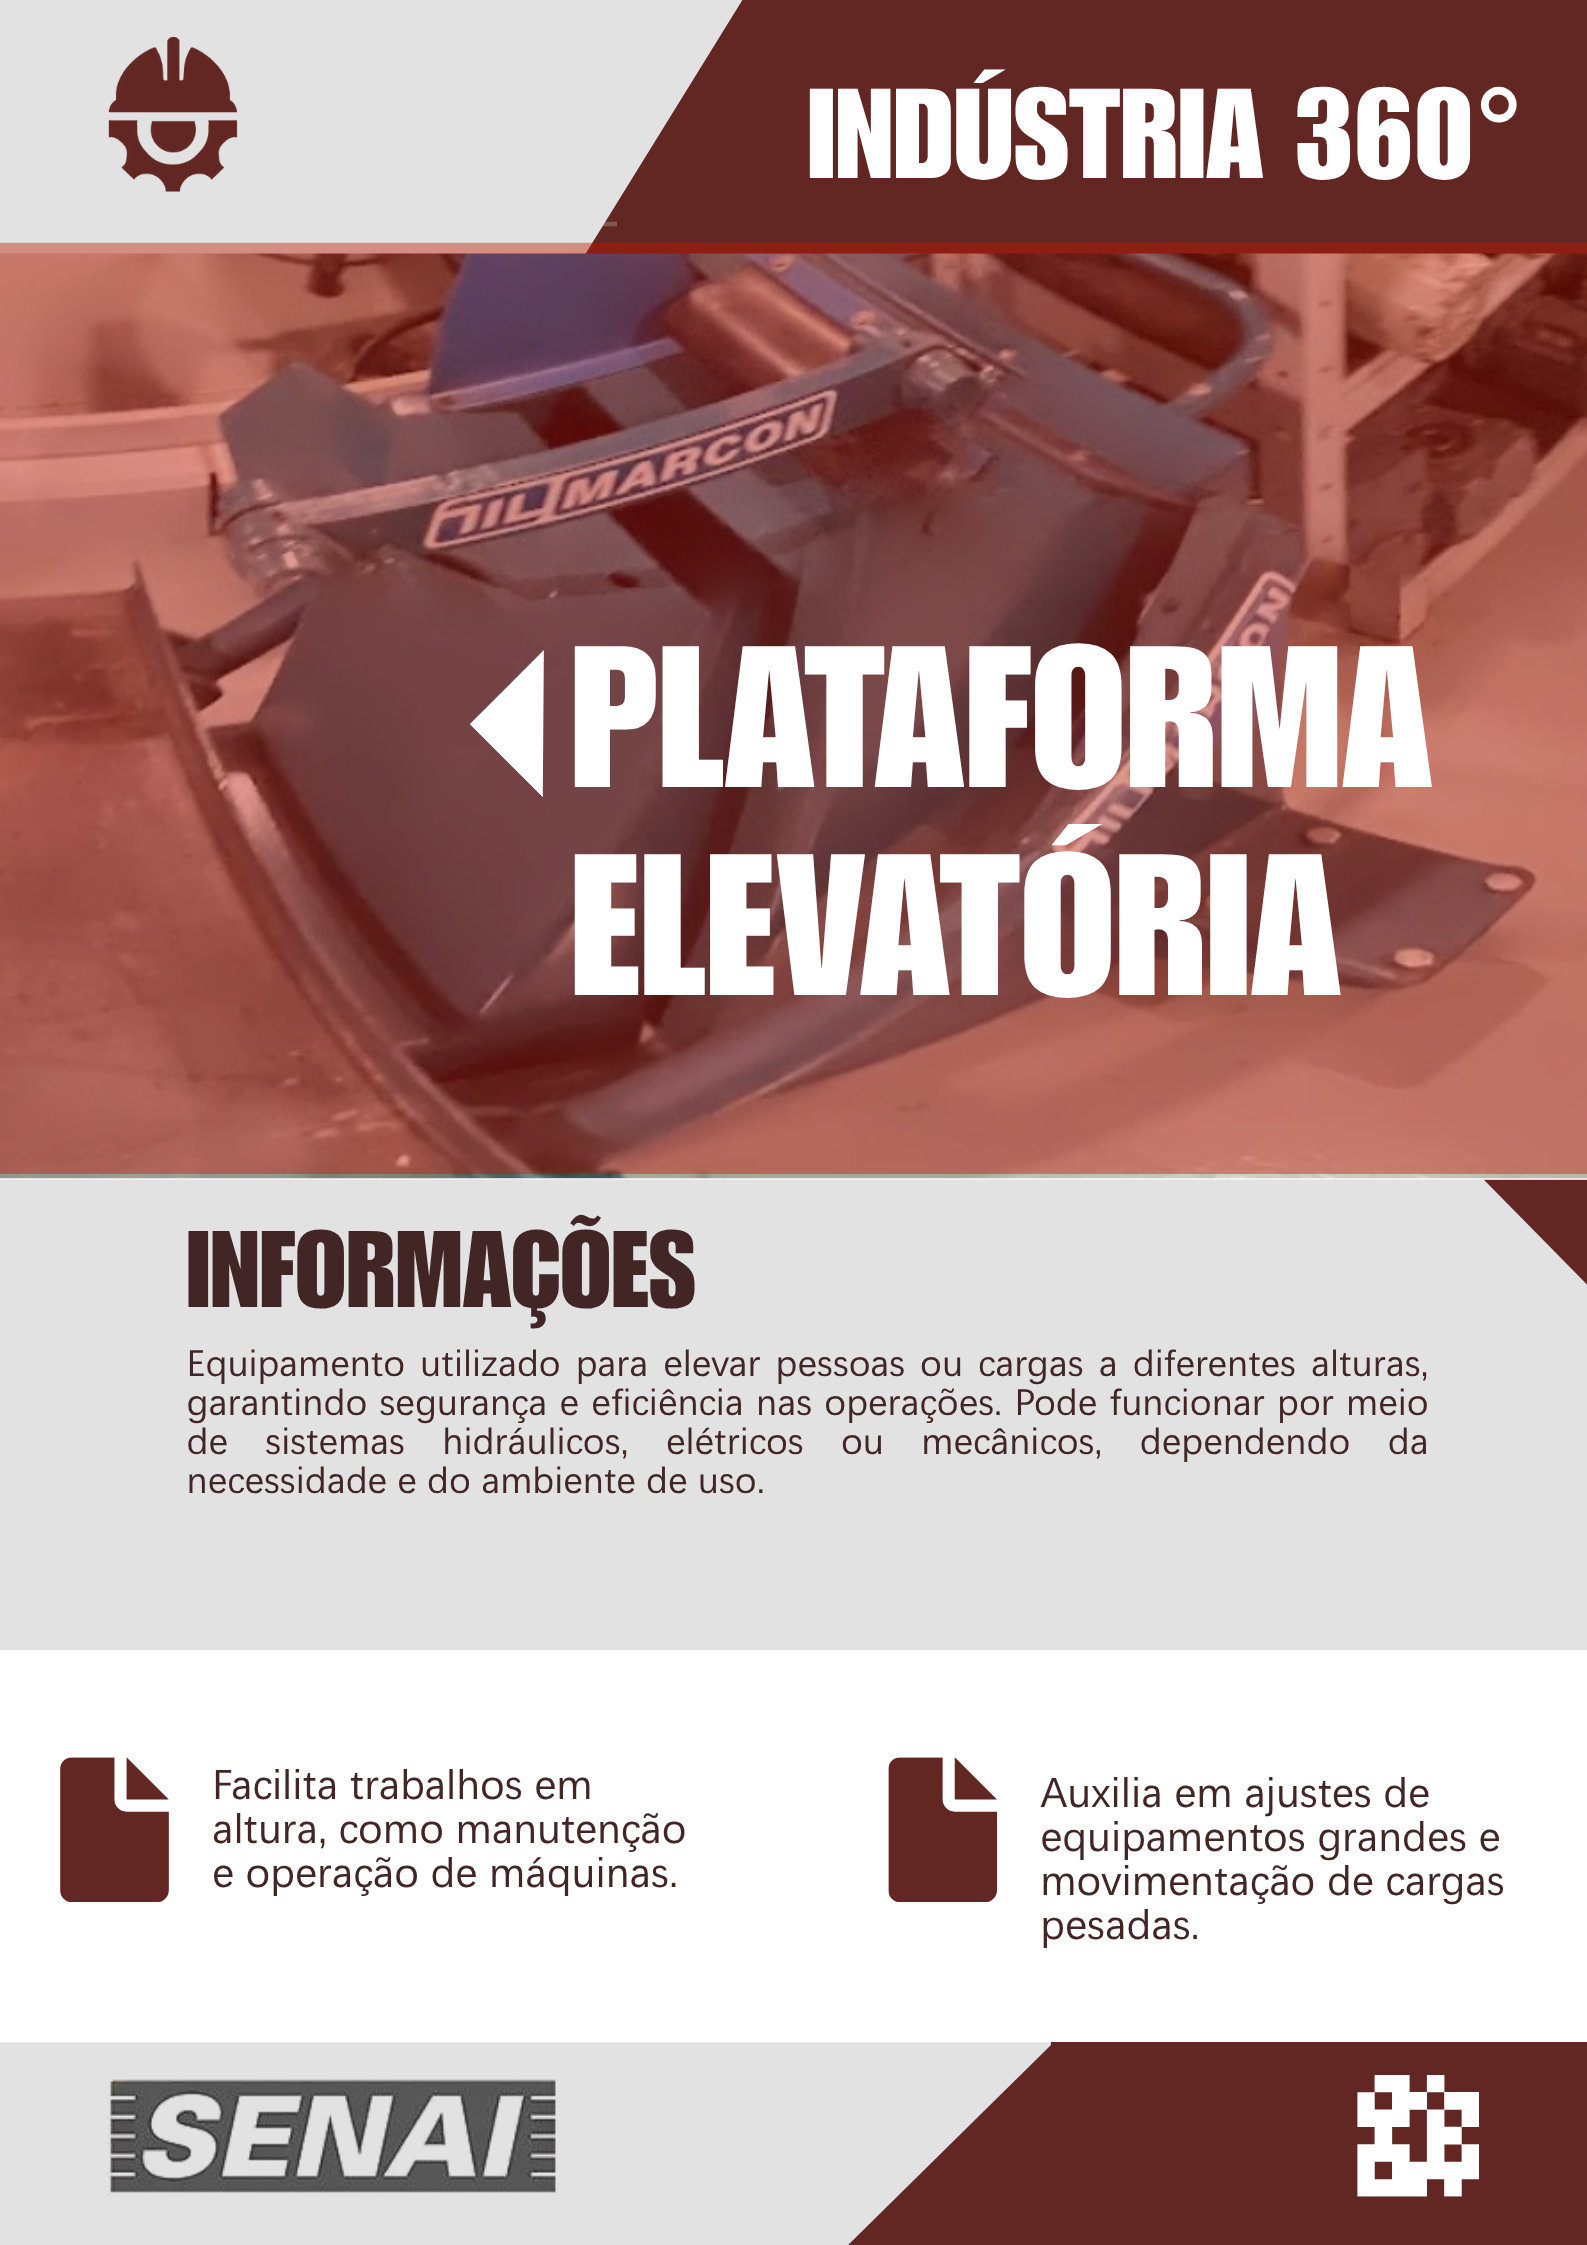 INDÚSTRIA 360°
HILTMARCON
PLATAFORMA
ELEVATÓRIA
INFORMAÇÕES
Equipamento utilizado para elevar pessoas ou cargas a diferentes alturas,
garantindo segurança e eficiência nas operações. Pode funcionar por meio
de sistemas hidráulicos, elétricos ou mecânicos, dependendo da
necessidade e do ambiente de uso.
Facilita trabalhos em
altura, como manutenção
e operação de máquinas.
Auxilia em ajustes de
equipamentos grandes e
movimentação de cargas
pesadas.
SENAI